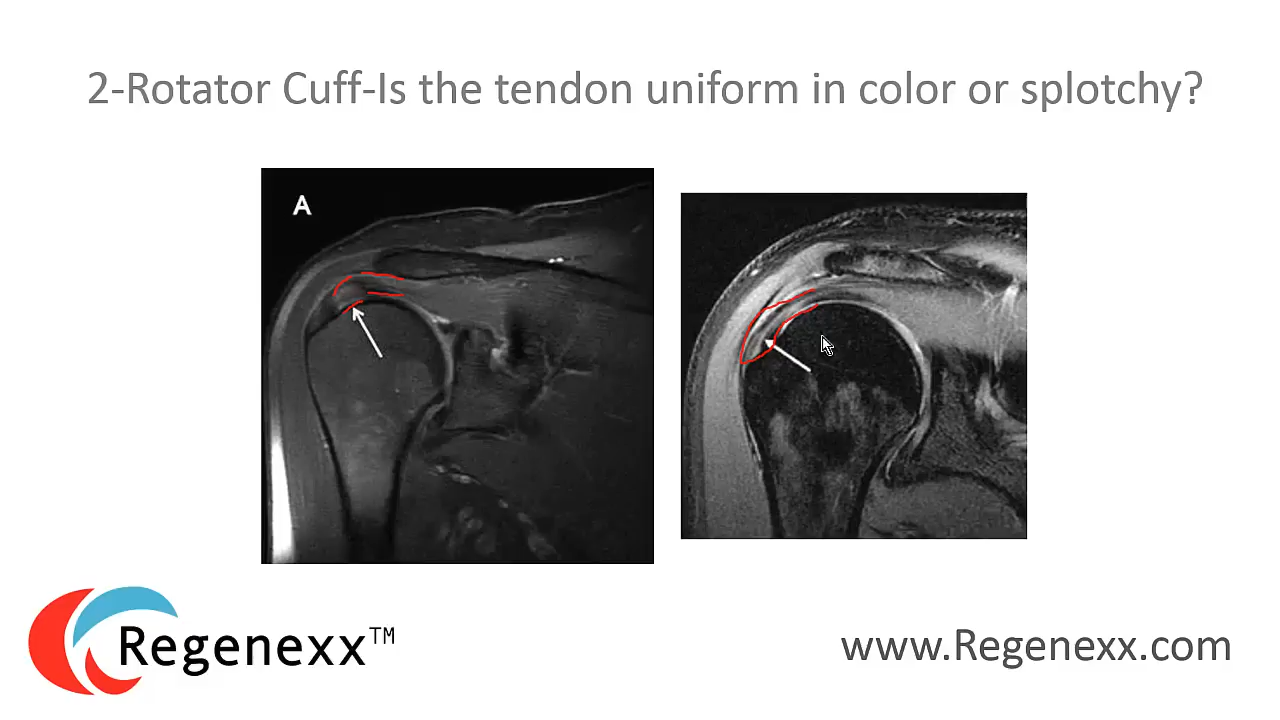 2-Rotator Cuff-Is the tendon uniform in color or splotchy?
A
Regenexx™
www.Regenexx.com